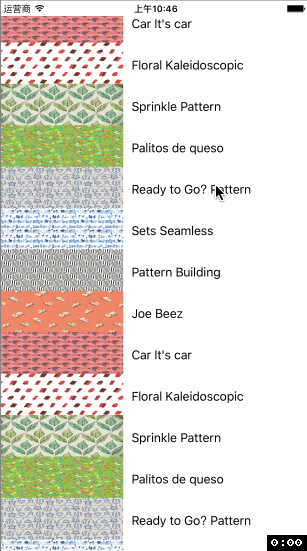 运营商 上午10:46
Car It's car
Floral Kaleidoscopic
Sprinkle Pattern
Palitos de queso
Ready to Go? Pattern
Sets Seamless
Pattern Building
Joe Beez
Car It's car
Floral Kaleidoscopic
Sprinkle Pattern
Palitos de queso
Ready to Go? Pattern
0:00